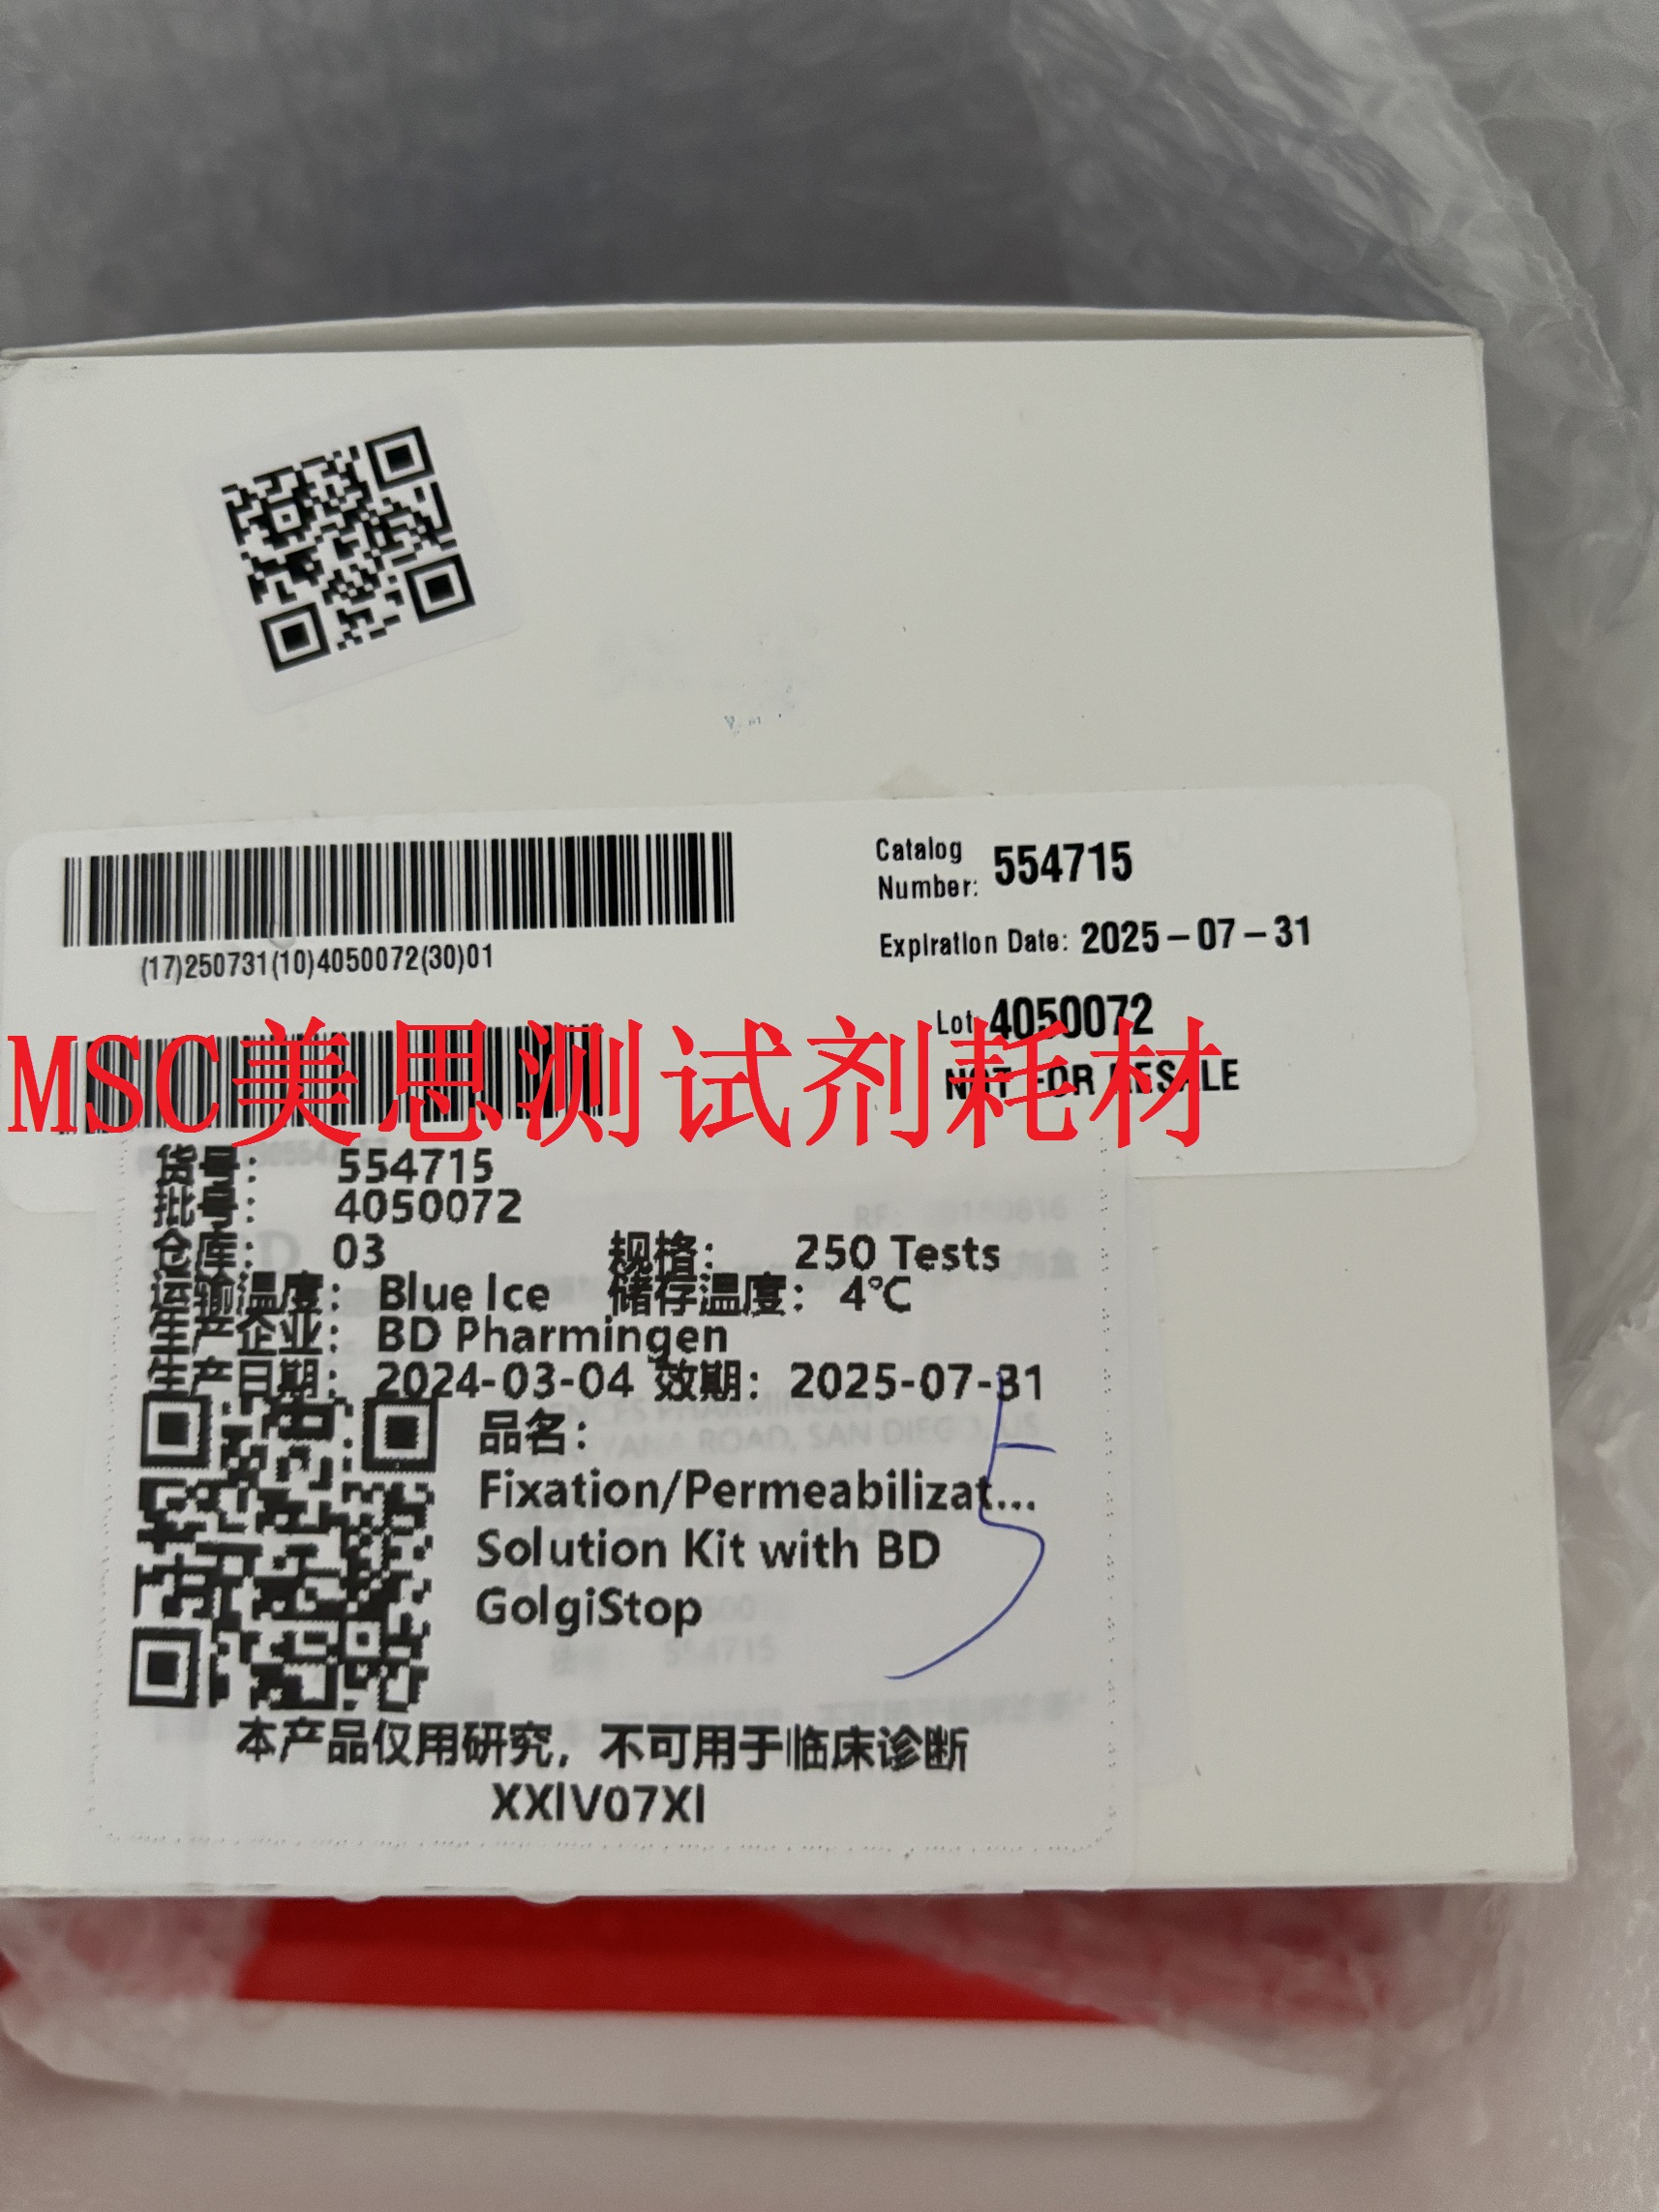 Catalog
Number: 554715
(17)250731(10)4050072(30)01
Expiration Date: 2025-07-31
Lot: 4050072
NOT FOR RESALE
MSC美思测试剂耗材
货号: 554715
批号: 4050072
仓库: 03 规格: 250 Tests
运输温度: Blue Ice 储存温度: 4℃
生产企业: BD Pharmingen
生产日期: 2024-03-04 效期: 2025-07-31
品名:
Fixation/Permeabilizat...
Solution Kit with BD
GolgiStop
5
本产品仅用研究，不可用于临床诊断
XXIV07XI